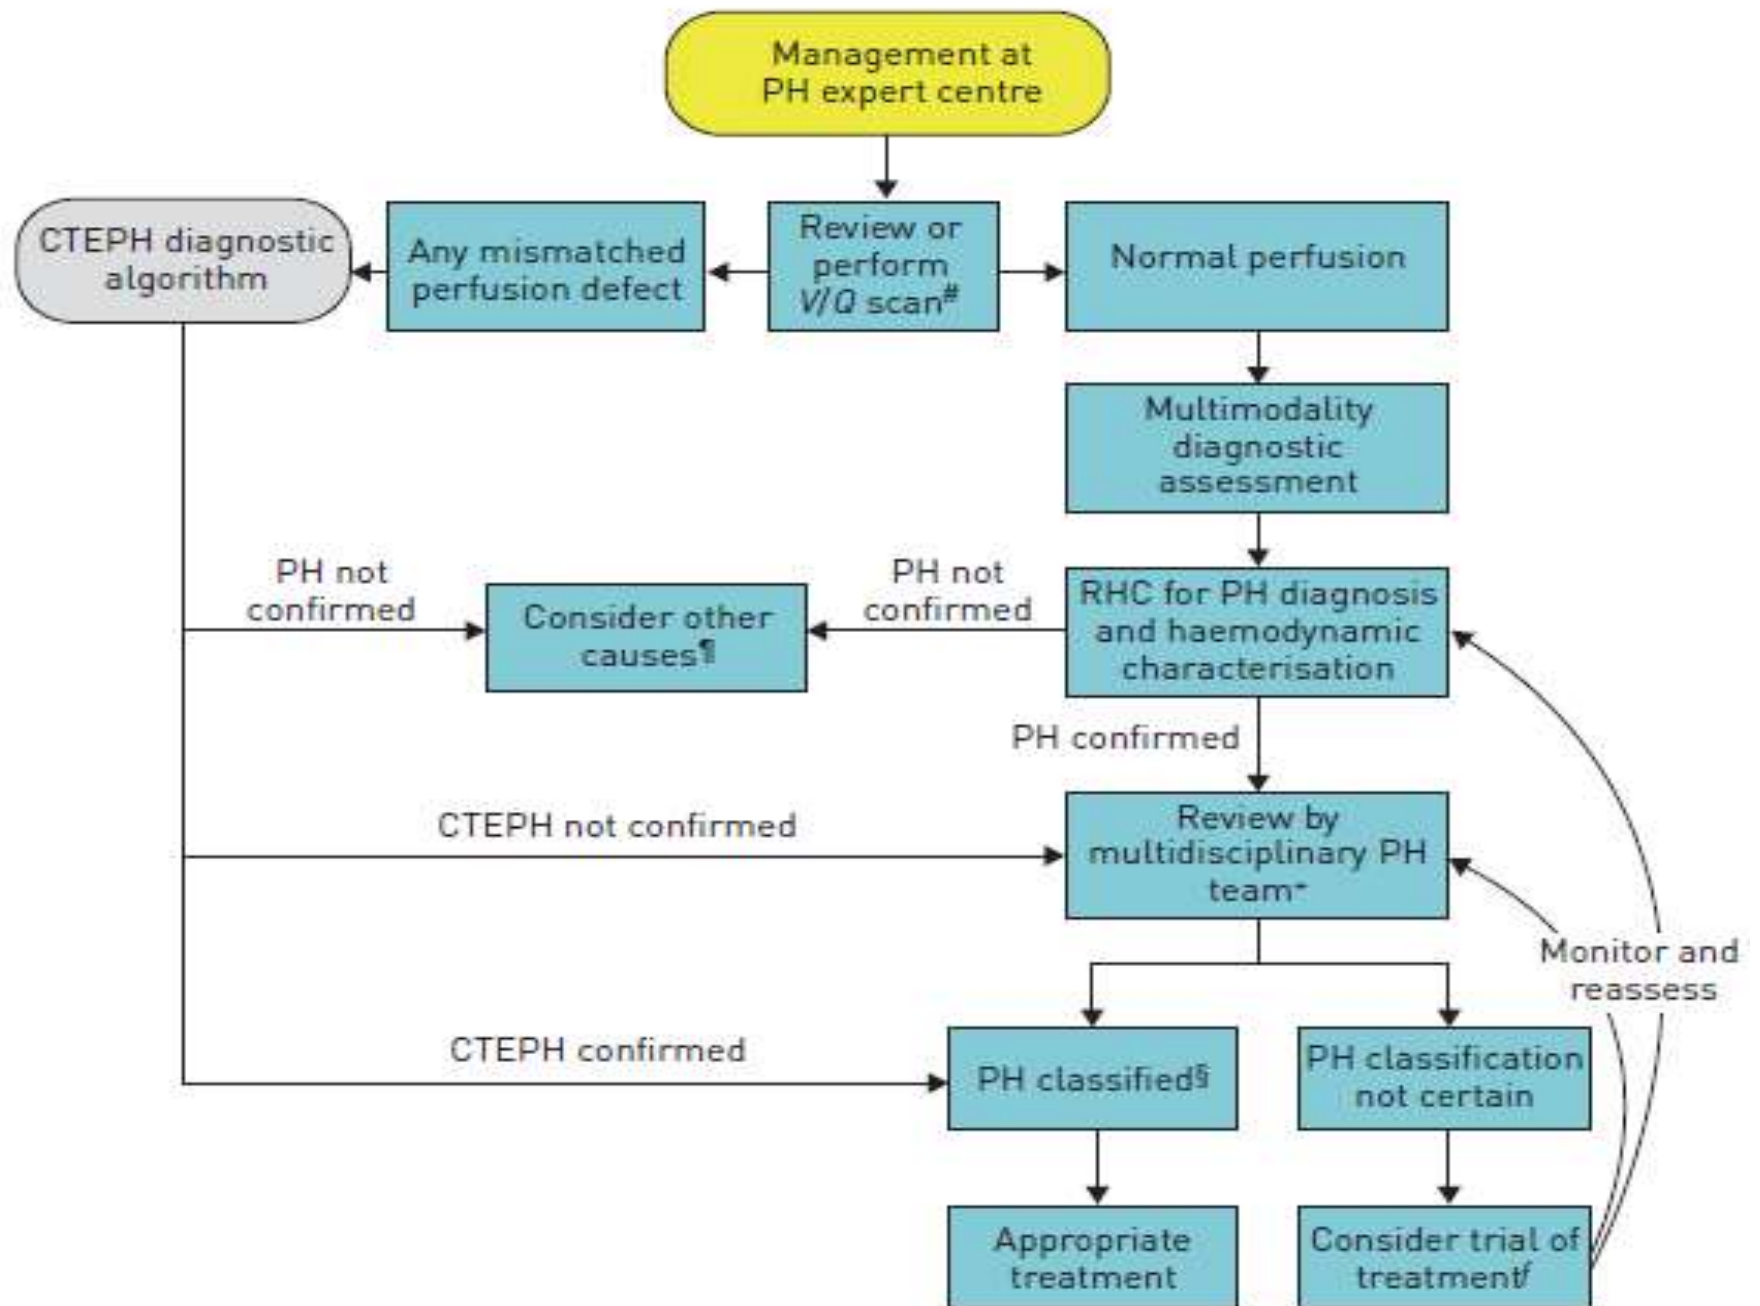 Management at
PH expert centre
CTEPH diagnostic
algorithm
Any mismatched
perfusion defect
Review or
perform
V/Q scan#
Normal perfusion
Multimodality
diagnostic
assessment
PH not
confirmed
Consider other
causes¶
PH not
confirmed
RHC for PH diagnosis
and haemodynamic
characterisation
PH confirmed
CTEPH not confirmed
Review by
multidisciplinary PH
team+
Monitor and
reassess
CTEPH confirmed
PH classified§
PH classification
not certain
Appropriate
treatment
Consider trial of
treatmentƒ